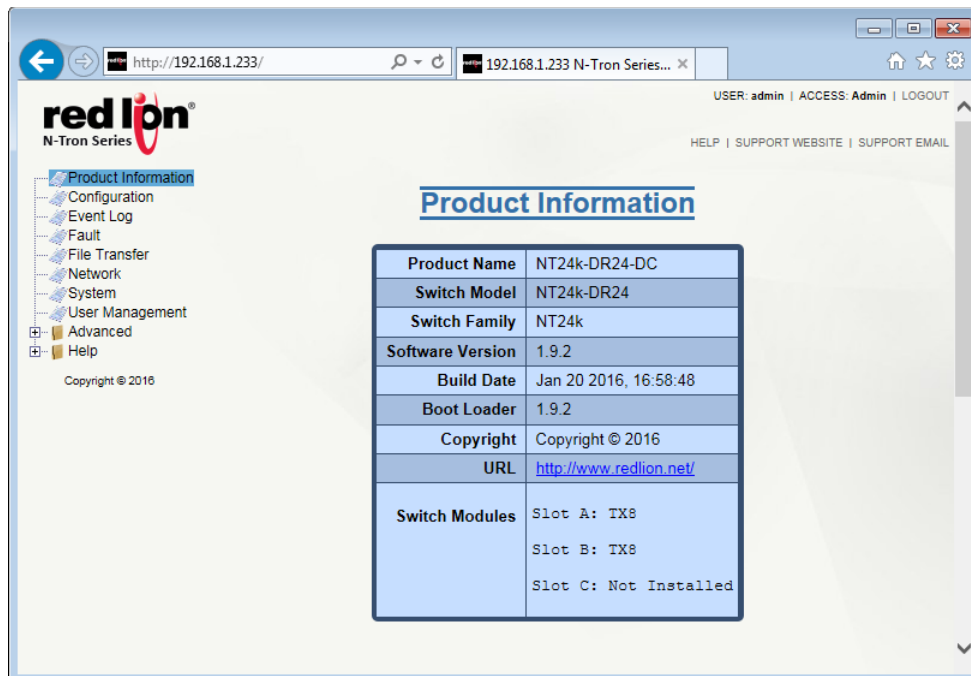 http://192.168.1.233/
192.168.1.233 N-Tron Series...
red lion®
N-Tron Series
USER: admin | ACCESS: Admin | LOGOUT
HELP | SUPPORT WEBSITE | SUPPORT EMAIL
Product Information
Configuration
Event Log
Fault
File Transfer
Network
System
User Management
Advanced
Help
Copyright © 2016
Product Information
Product Name NT24k-DR24-DC
Switch Model NT24k-DR24
Switch Family NT24k
Software Version 1.9.2
Build Date Jan 20 2016, 16:58:48
Boot Loader 1.9.2
Copyright Copyright © 2016
URL http://www.redlion.net/
Switch Modules
Slot A: TX8
Slot B: TX8
Slot C: Not Installed